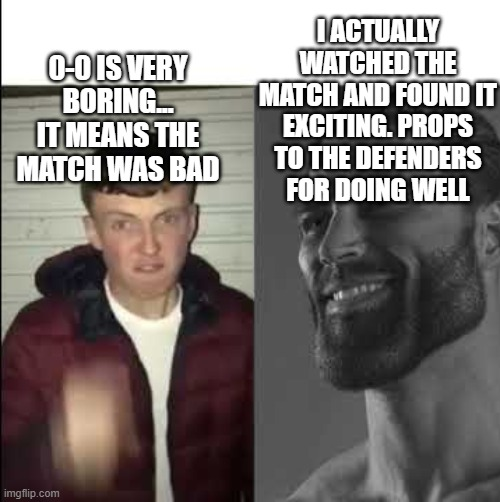 0-0 IS VERY
BORING...
IT MEANS THE
MATCH WAS BAD
I ACTUALLY
WATCHED THE
MATCH AND FOUND IT
EXCITING. PROPS
TO THE DEFENDERS
FOR DOING WELL
imgflip.com